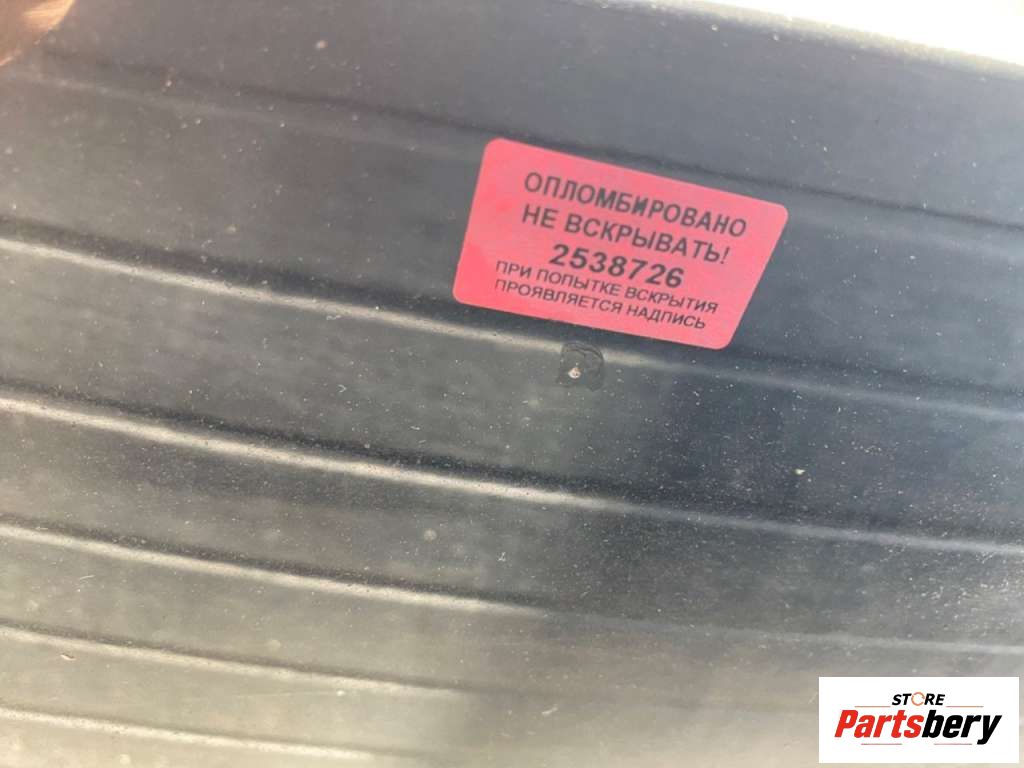 ОПЛОМБИРОВАНО
НЕ ВСКРЫВАТЬ!
2538726
ПРИ ПОПЫТКЕ ВСКРЫТИЯ
ПРОЯВЛЯЕТСЯ НАДПИСЬ
STORE
Partsbery